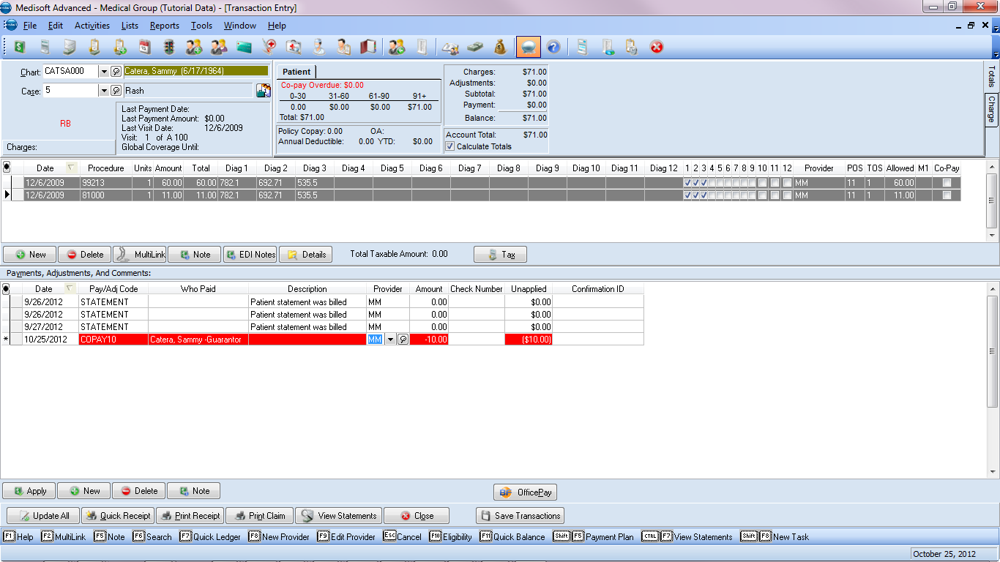 Medisoft Advanced - Medical Group (Tutorial Data) - [Transaction Entry]
File Edit Activities Lists Reports Tools Window Help
Chart: CATSA000 Catera, Sammy (6/17/1964)
Case: 5 Rash
RB
Last Payment Date:
Last Payment Amount: $0.00
Last Visit Date: 12/6/2009
Visit: 1 of A 100
Global Coverage Until:
Charges:
Patient
Co-pay Overdue: $0.00
0-30 31-60 61-90 91+
0.00 $0.00 $0.00 $71.00
Total: $71.00
Policy Copay: 0.00 OA:
Annual Deductible: 0.00 YTD: $0.00
Charges: $71.00
Adjustments: $0.00
Subtotal: $71.00
Payment: $0.00
Balance: $71.00
Account Total: $71.00
Calculate Totals
Totals
Charge
Date Procedure Units Amount Total Diag 1 Diag 2 Diag 3 Diag 4 Diag 5 Diag 6 Diag 7 Diag 8 Diag 9 Diag 10 Diag 11 Diag 12 1 2 3 4 5 6 7 8 9 10 11 12 Provider POS TOS Allowed M1 Co-Pay
12/6/2009 99213 1 60.00 60.00 782.1 692.71 535.5 MM 11 1 60.00
12/6/2009 81000 1 11.00 11.00 782.1 692.71 535.5 MM 11 1 11.00
New Delete MultiLink Note EDI Notes Details Total Taxable Amount: 0.00 Tax
Payments, Adjustments, And Comments:
Date Pay/Adj Code Who Paid Description Provider Amount Check Number Unapplied Confirmation ID
9/26/2012 STATEMENT Patient statement was billed MM 0.00 $0.00
9/26/2012 STATEMENT Patient statement was billed MM 0.00 $0.00
9/27/2012 STATEMENT Patient statement was billed MM 0.00 $0.00
* 10/25/2012 COPAY10 Catera, Sammy -Guarantor MM -10.00 ($10.00)
Apply New Delete Note BF OfficePay
Update All Quick Receipt Print Receipt Print Claim View Statements Close Save Transactions
F1 Help F2 MultiLink F5 Note F6 Search F7 Quick Ledger F8 New Provider F9 Edit Provider Esc Cancel F10 Eligibility F11 Quick Balance Shift F5 Payment Plan CTRL F7 View Statements Shift F8 New Task
October 25, 2012